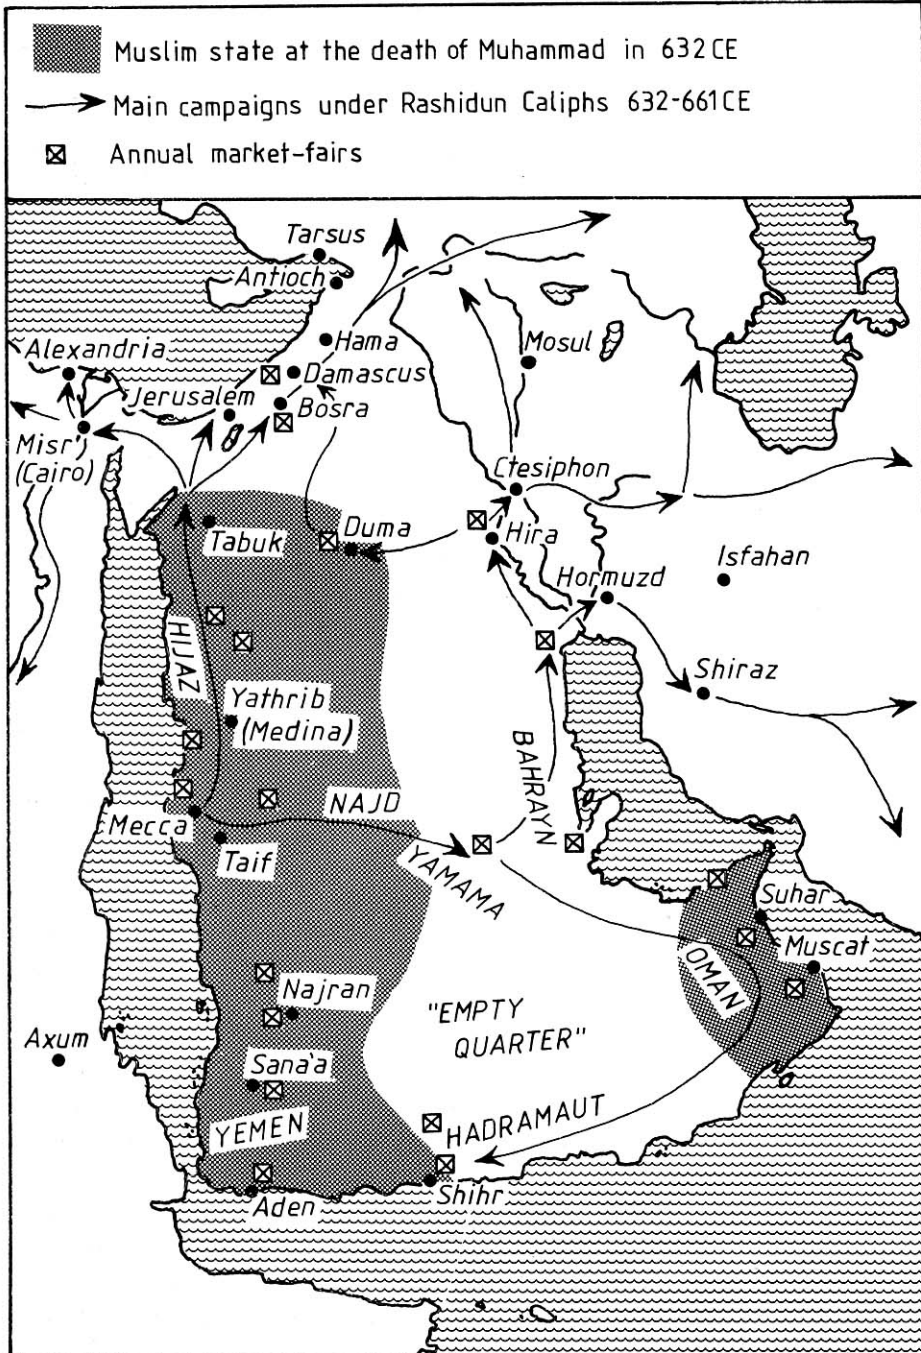 Muslim state at the death of Muhammad in 632CE
Main campaigns under Rashidun Caliphs 632-661CE
Annual market-fairs
Tarsus
Antioch
Hama
Mosul
Alexandria
Damascus
Jerusalem
Bosra
Misr
(Cairo)
Ctesiphon
Tabuk
Duma
Hira
Isfahan
Hormuzd
HIJAZ
Shiraz
Yathrib
(Medina)
BAHRAYN
NAJD
Mecca
Taif
YAMAMA
Suhar
Muscat
OMAN
Najran
"EMPTY
QUARTER"
Axum
Sana'a
YEMEN
HADRAMAUT
Shihr
Aden